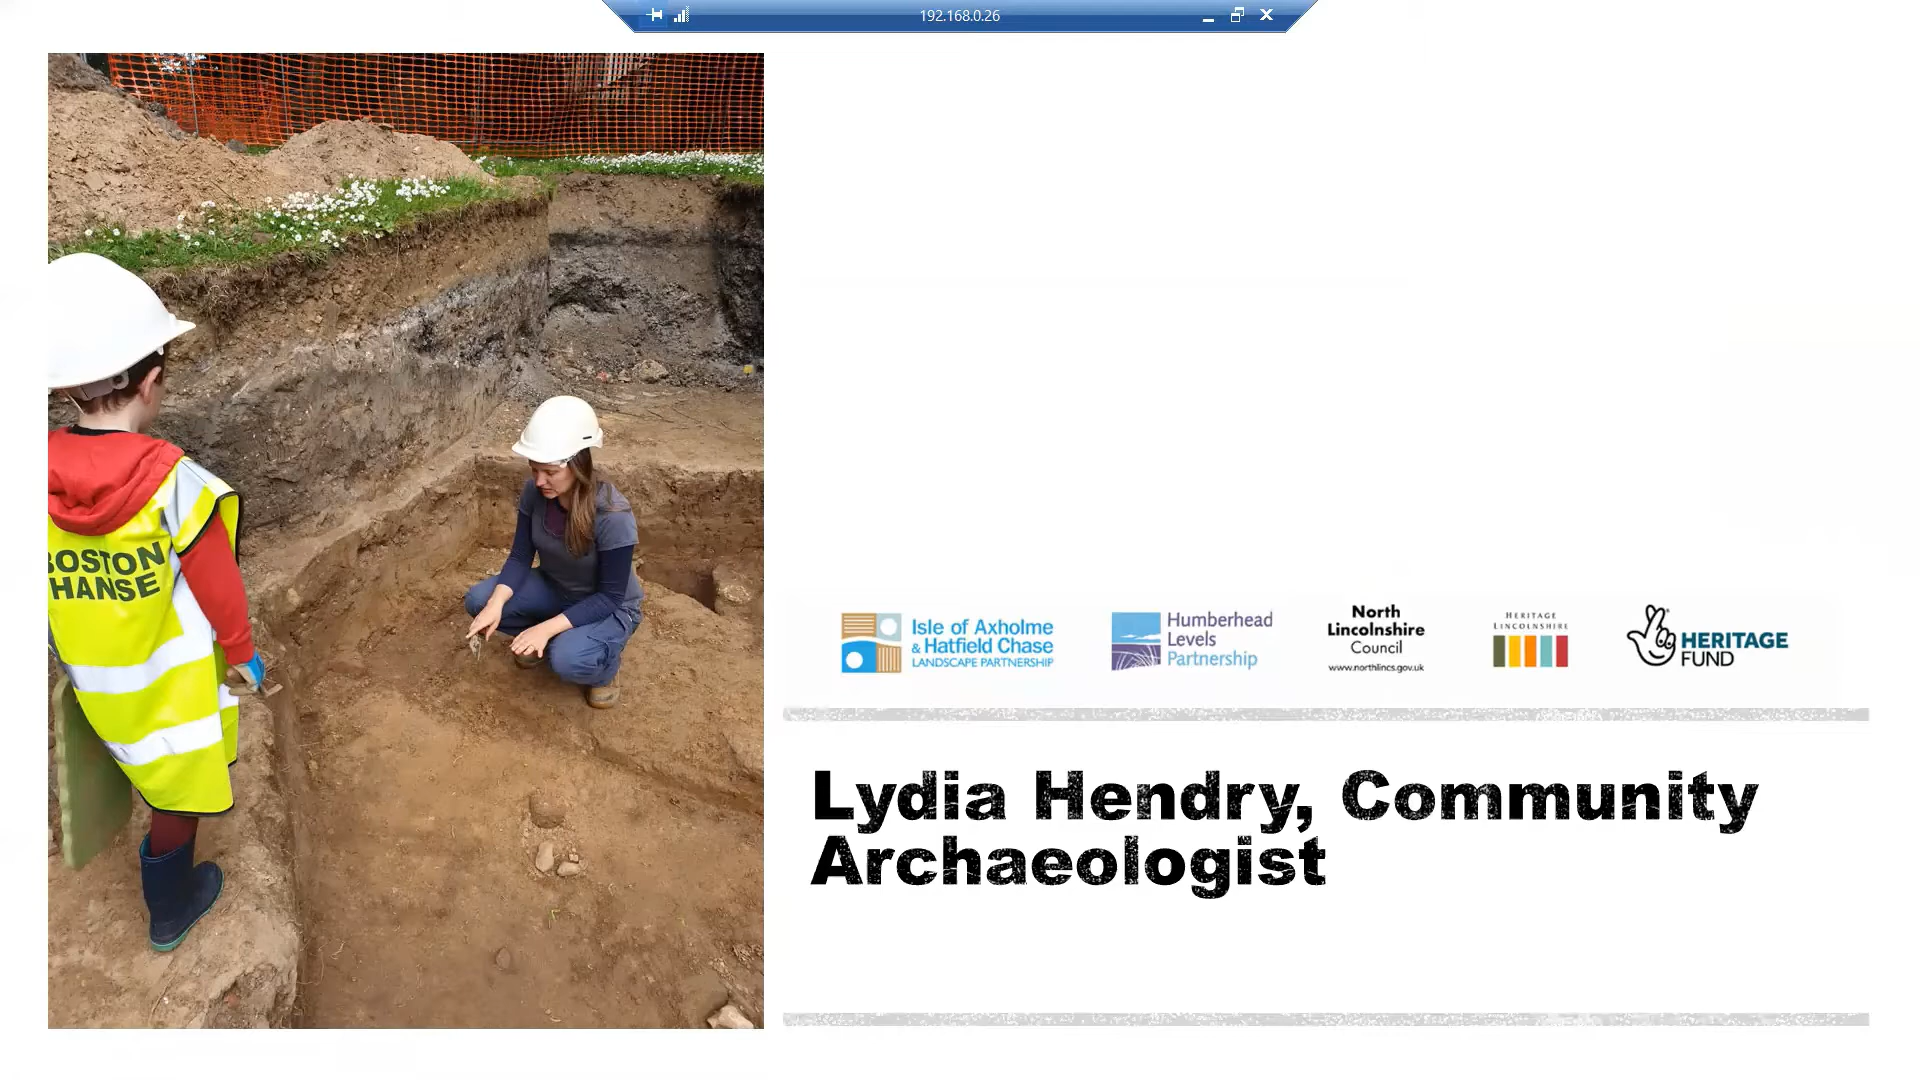 192.168.0.26
BOSTON
HANSE
Isle of Axholme
& Hatfield Chase
LANDSCAPE PARTNERSHIP
Humberhead
Levels
Partnership
North
Lincolnshire
Council
www.northlincs.gov.uk
HERITAGE
LINCOLNSHIRE
HERITAGE
FUND
Lydia Hendry, Community
Archaeologist